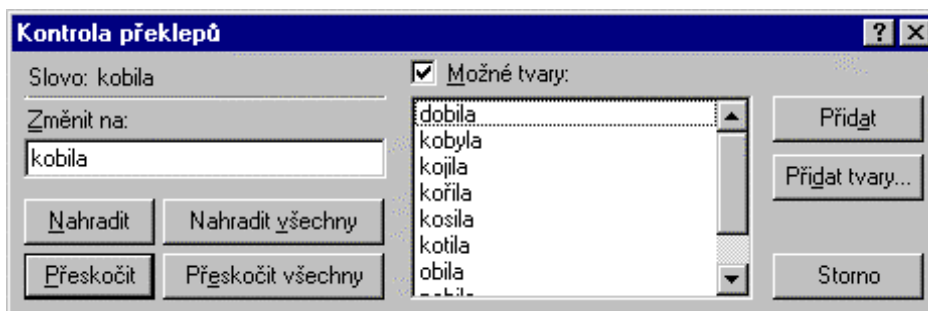 Kontrola překlepů
Slovo: kobila
Změnit na:
kobila
Nahradit
Nahradit všechny
Přeskočit
Přeskočit všechny
Možné tvary:
dobila
kobyla
kojila
kořila
kosila
kotila
obila
Přidat
Přidat tvary...
Storno